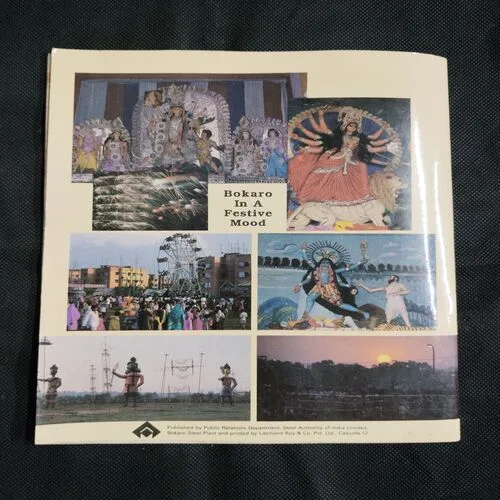 Bokaro
In A
Festive
Mood
Published by Public Relations Department, Steel Authority of India Limited,
Bokaro Steel Plant and printed by Lalchand Roy & Co. Pvt. Ltd., Calcutta-12